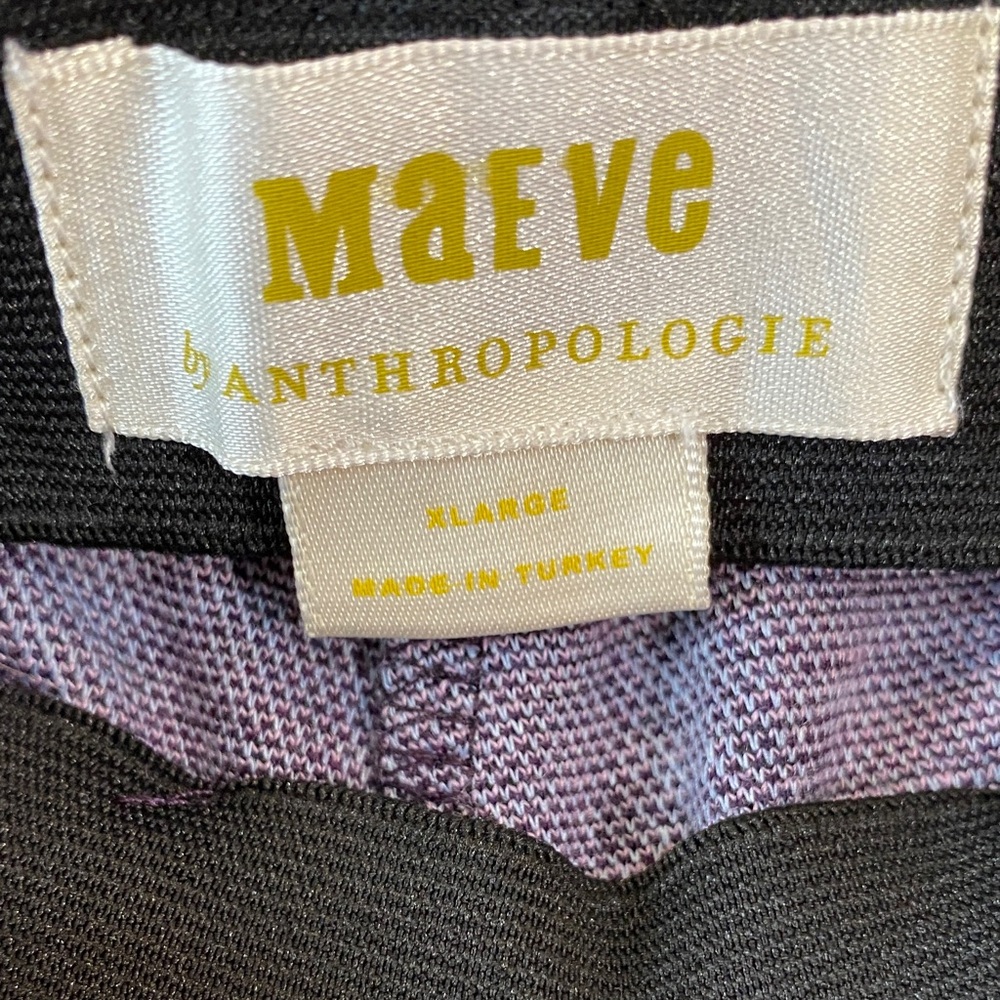 MaEVe
by ANTHROPOLOGIE
XLARGE
MADE IN TURKEY